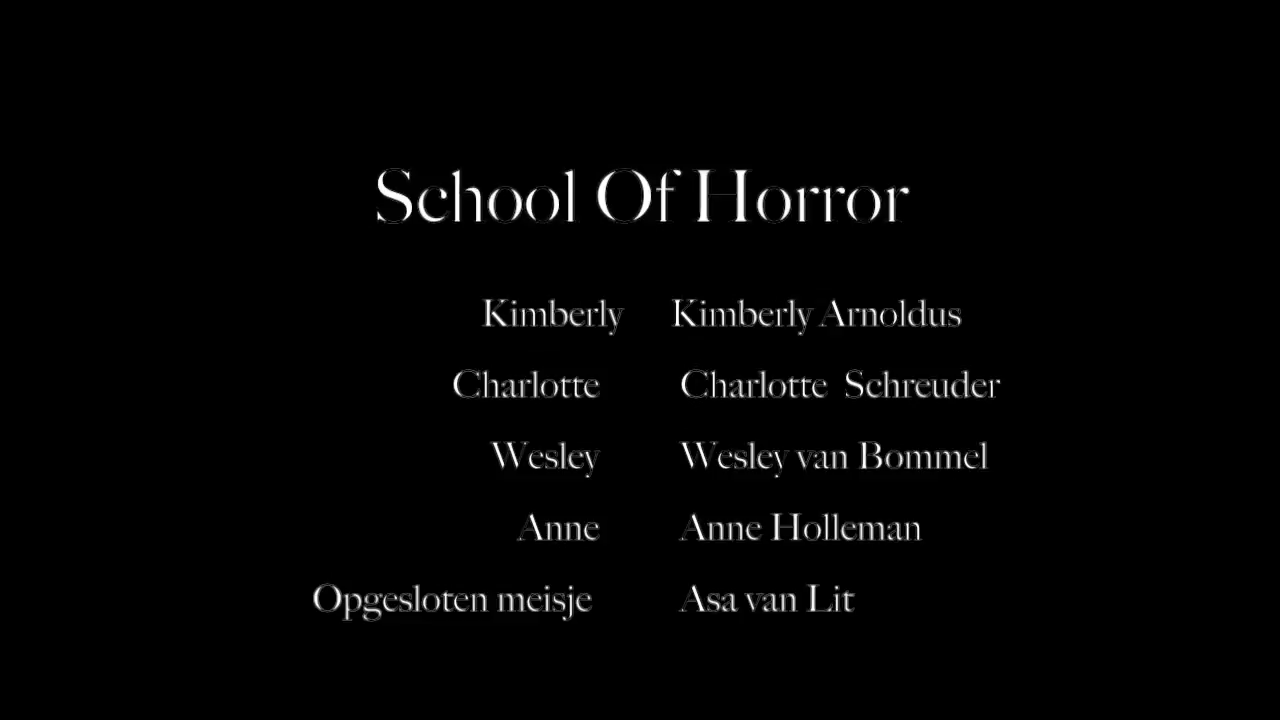 School Of Horror
Kimberly Kimberly Arnoldus
Charlotte Charlotte Schreuder
Wesley Wesley van Bommel
Anne Anne Holleman
Opgesloten meisje Asa van Lit